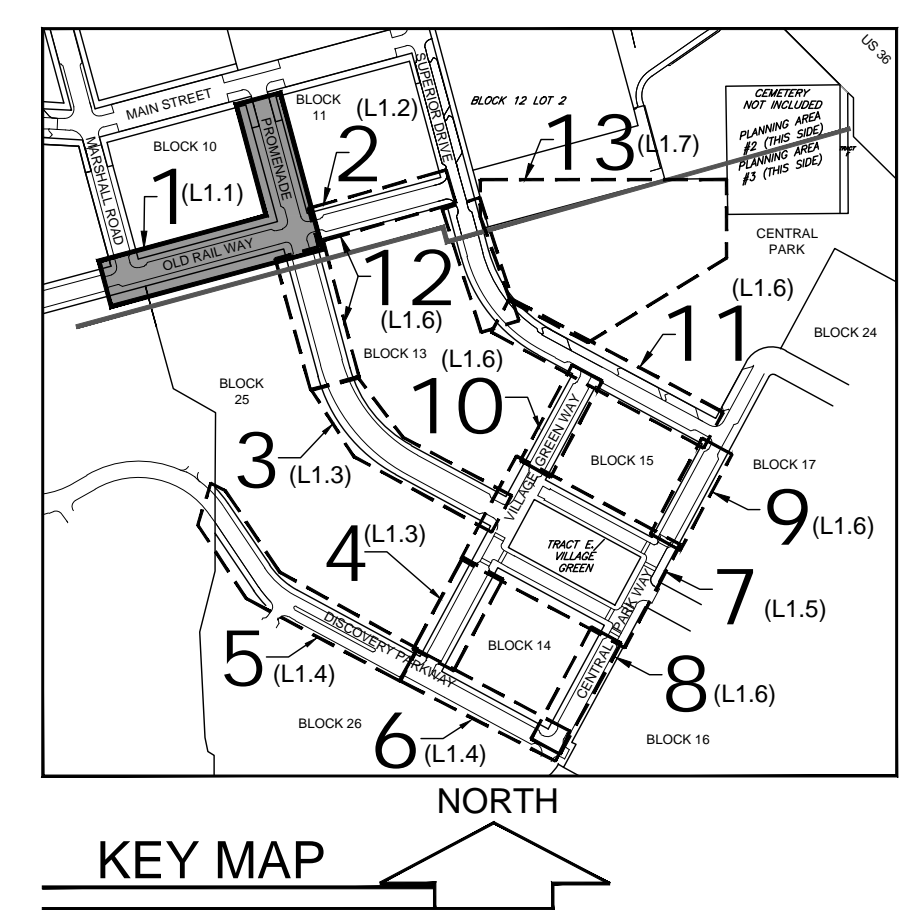 US 36
MAIN STREET
BLOCK
11
(L1.2)
2
SUPERIOR DRIVE
BLOCK 12 LOT 2
CEMETERY
NOT INCLUDED
PLANNING AREA
#2 (THIS SIDE)
PLANNING AREA
#3 (THIS SIDE)
MARSHALL ROAD
BLOCK 10
PROMENADE
13 (L1.7)
1 (L1.1)
OLD RAIL WAY
CENTRAL
PARK
12
(L1.6)
(L1.6)
11
BLOCK 24
BLOCK 13
(L1.6)
10
BLOCK
25
3 (L1.3)
VILLAGE GREEN WAY
BLOCK 15
BLOCK 17
9 (L1.6)
4 (L1.3)
TRACT E,
VILLAGE
GREEN
7 (L1.5)
CENTRAL PARK WAY
5 (L1.4)
DISCOVERY PARKWAY
BLOCK 14
8 (L1.6)
BLOCK 26
6 (L1.4)
BLOCK 16
NORTH
KEY MAP